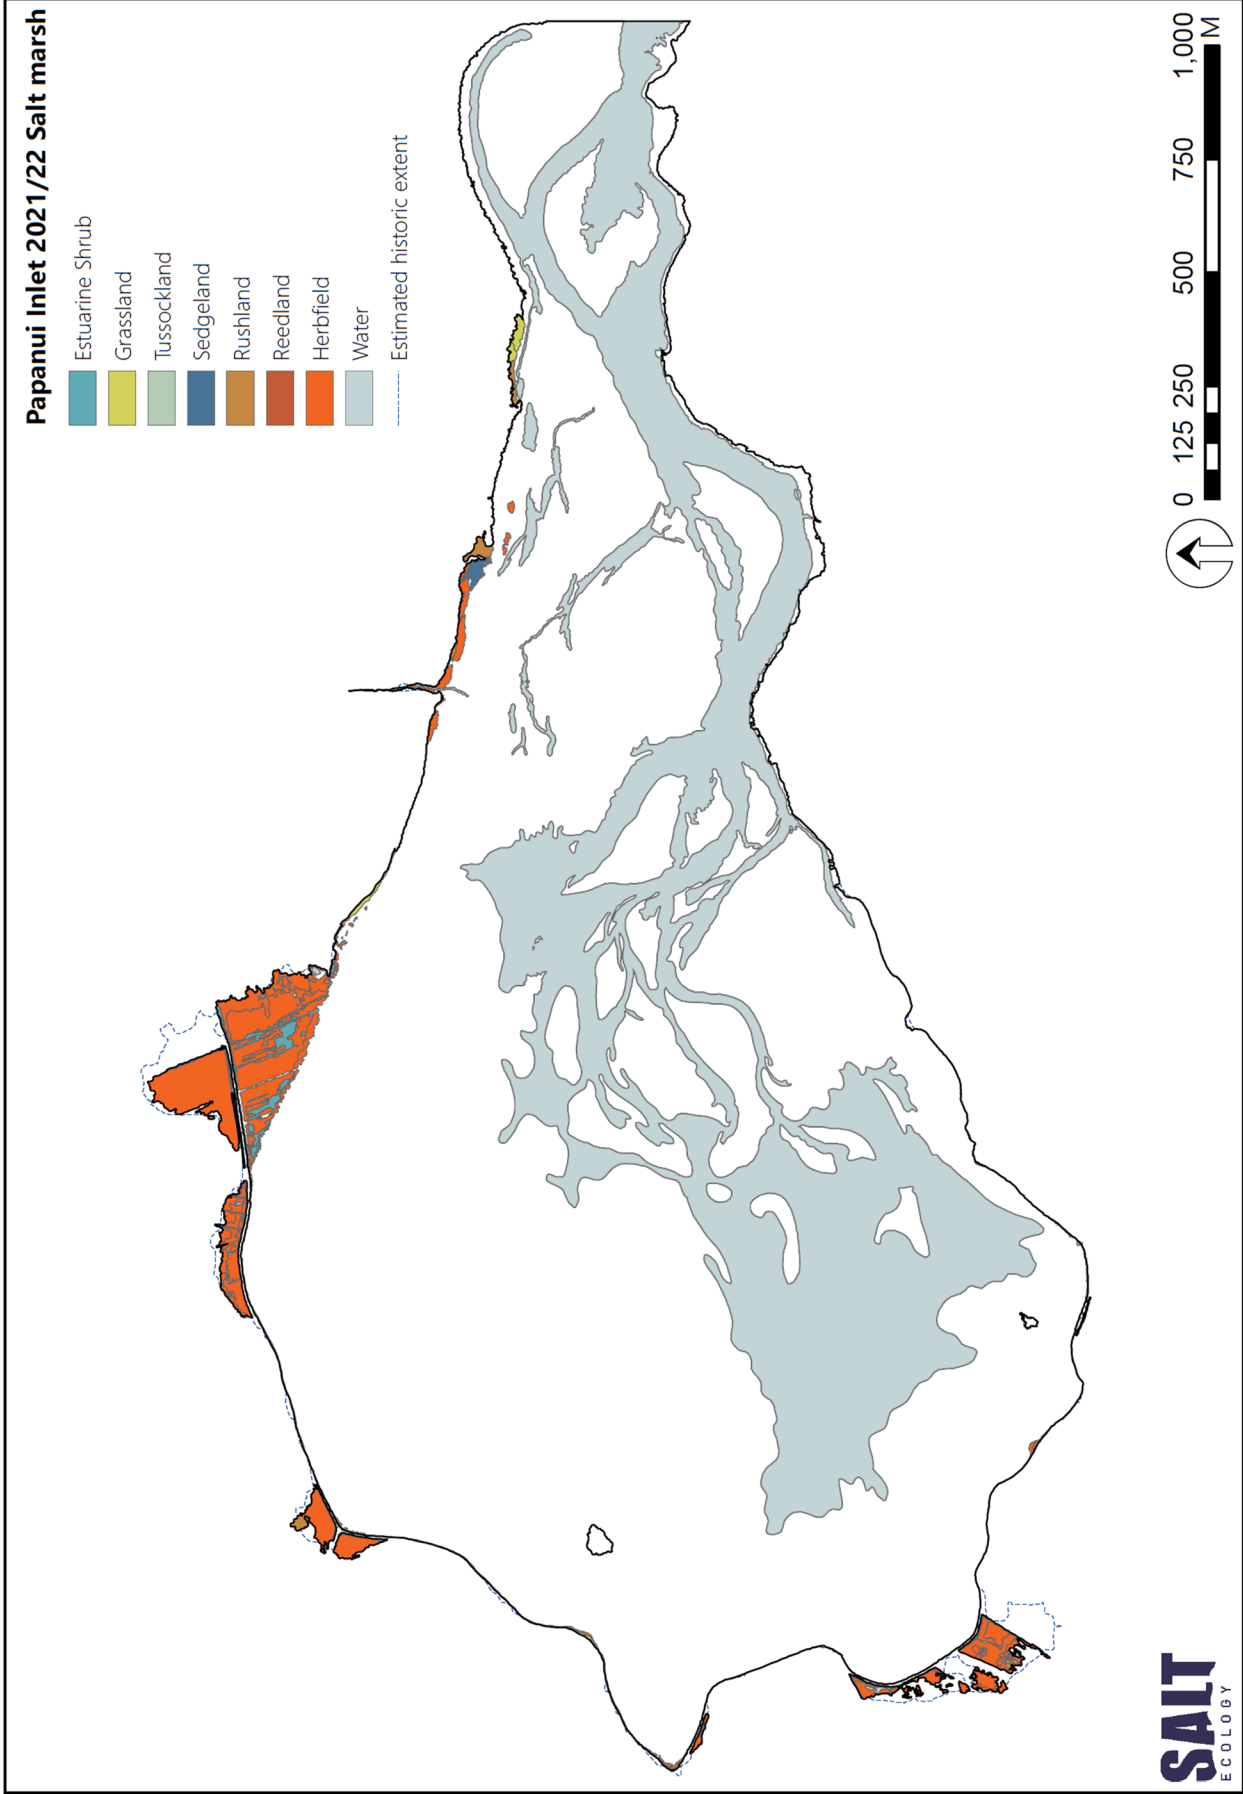 Papanui Inlet 2021/22 Salt marsh
Estuarine Shrub
Grassland
Tussockland
Sedgeland
Rushland
Reedland
Herbfield
Water
Estimated historic extent
0 125 250 500 750 1,000
M
SALT
ECOLOGY